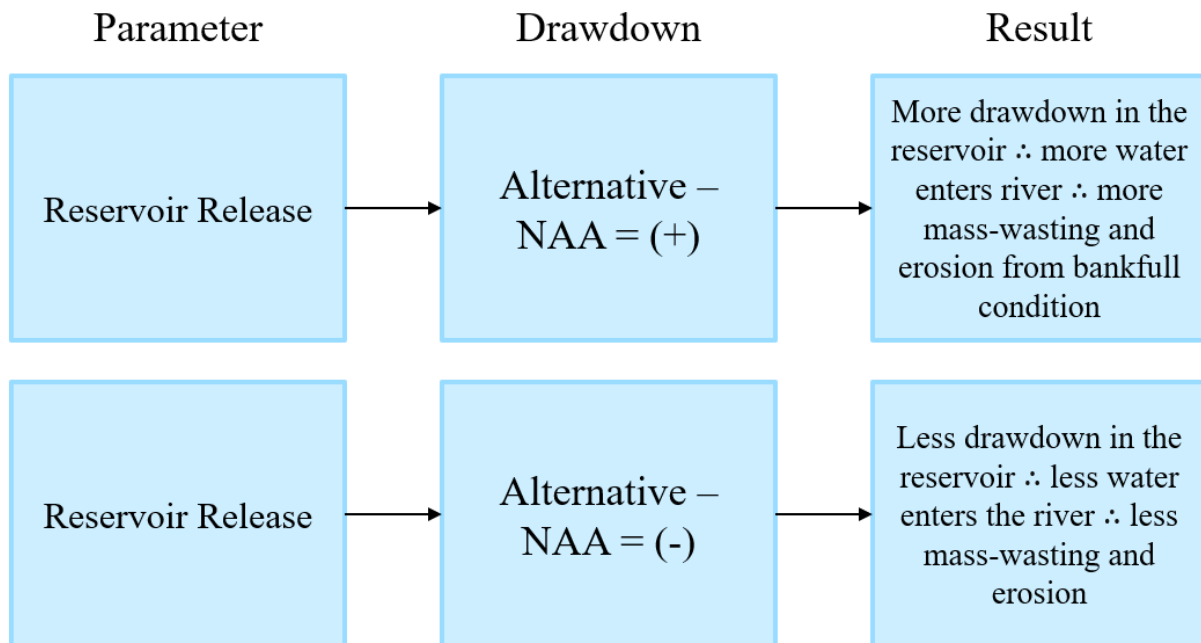 Parameter
Drawdown
Result
Reservoir Release
Alternative –
NAA = (+)
More drawdown in the
reservoir ∴ more water
enters river ∴ more
mass-wasting and
erosion from bankfull
condition
Reservoir Release
Alternative –
NAA = (-)
Less drawdown in the
reservoir ∴ less water
enters the river ∴ less
mass-wasting and
erosion